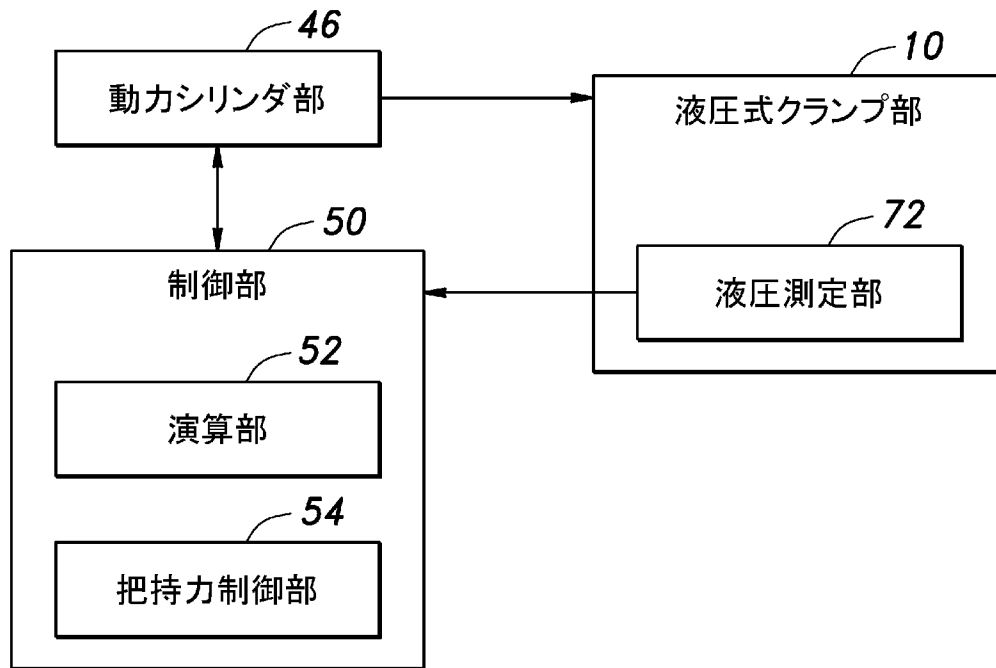 46
動力シリンダ部
10
液圧式クランプ部
72
液圧測定部
50
制御部
52
演算部
54
把持力制御部